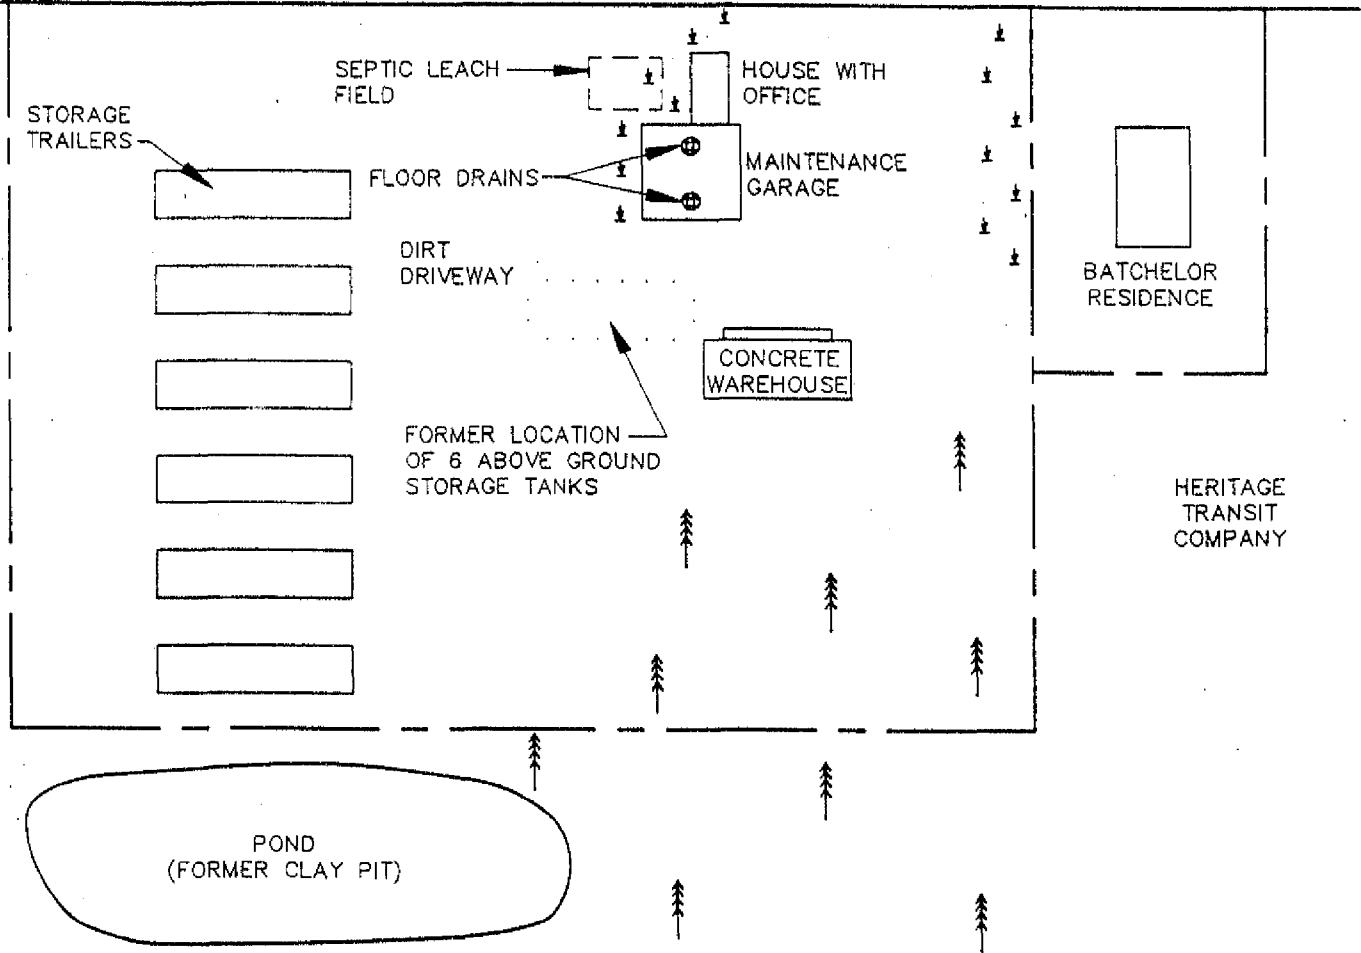 SEPTIC LEACH
FIELD
HOUSE WITH
OFFICE
STORAGE
TRAILERS
FLOOR DRAINS
MAINTENANCE
GARAGE
DIRT
DRIVEWAY
BATCHELOR
RESIDENCE
CONCRETE
WAREHOUSE
FORMER LOCATION
OF 6 ABOVE GROUND
STORAGE TANKS
HERITAGE
TRANSIT
COMPANY
POND
(FORMER CLAY PIT)